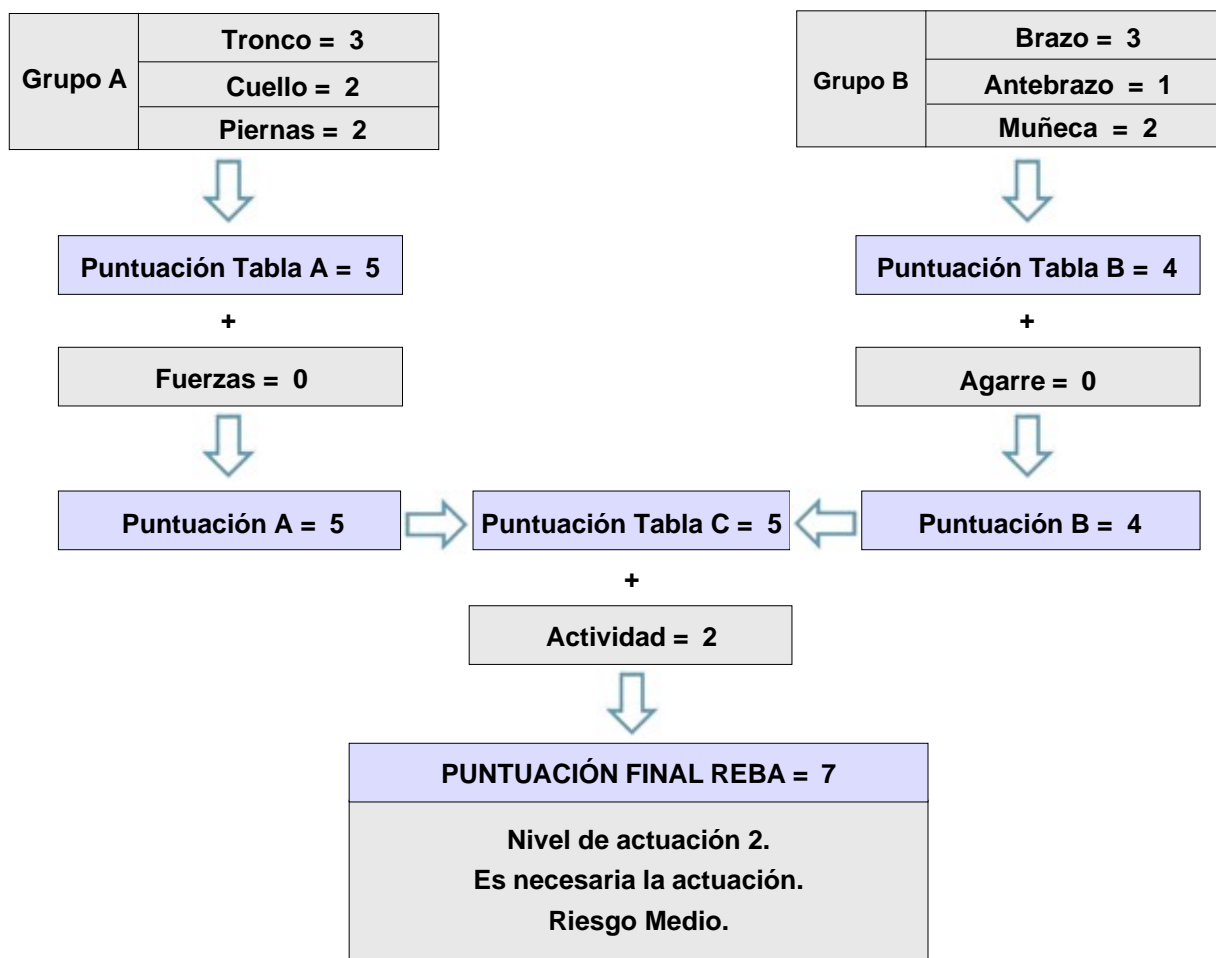 Grupo A
Tronco = 3
Cuello = 2
Piernas = 2
Grupo B
Brazo = 3
Antebrazo = 1
Muñeca = 2
Puntuación Tabla A = 5
+
Fuerzas = 0
Puntuación Tabla B = 4
+
Agarre = 0
Puntuación A = 5
Puntuación Tabla C = 5
Puntuación B = 4
+
Actividad = 2
PUNTUACIÓN FINAL REBA = 7
Nivel de actuación 2.
Es necesaria la actuación.
Riesgo Medio.